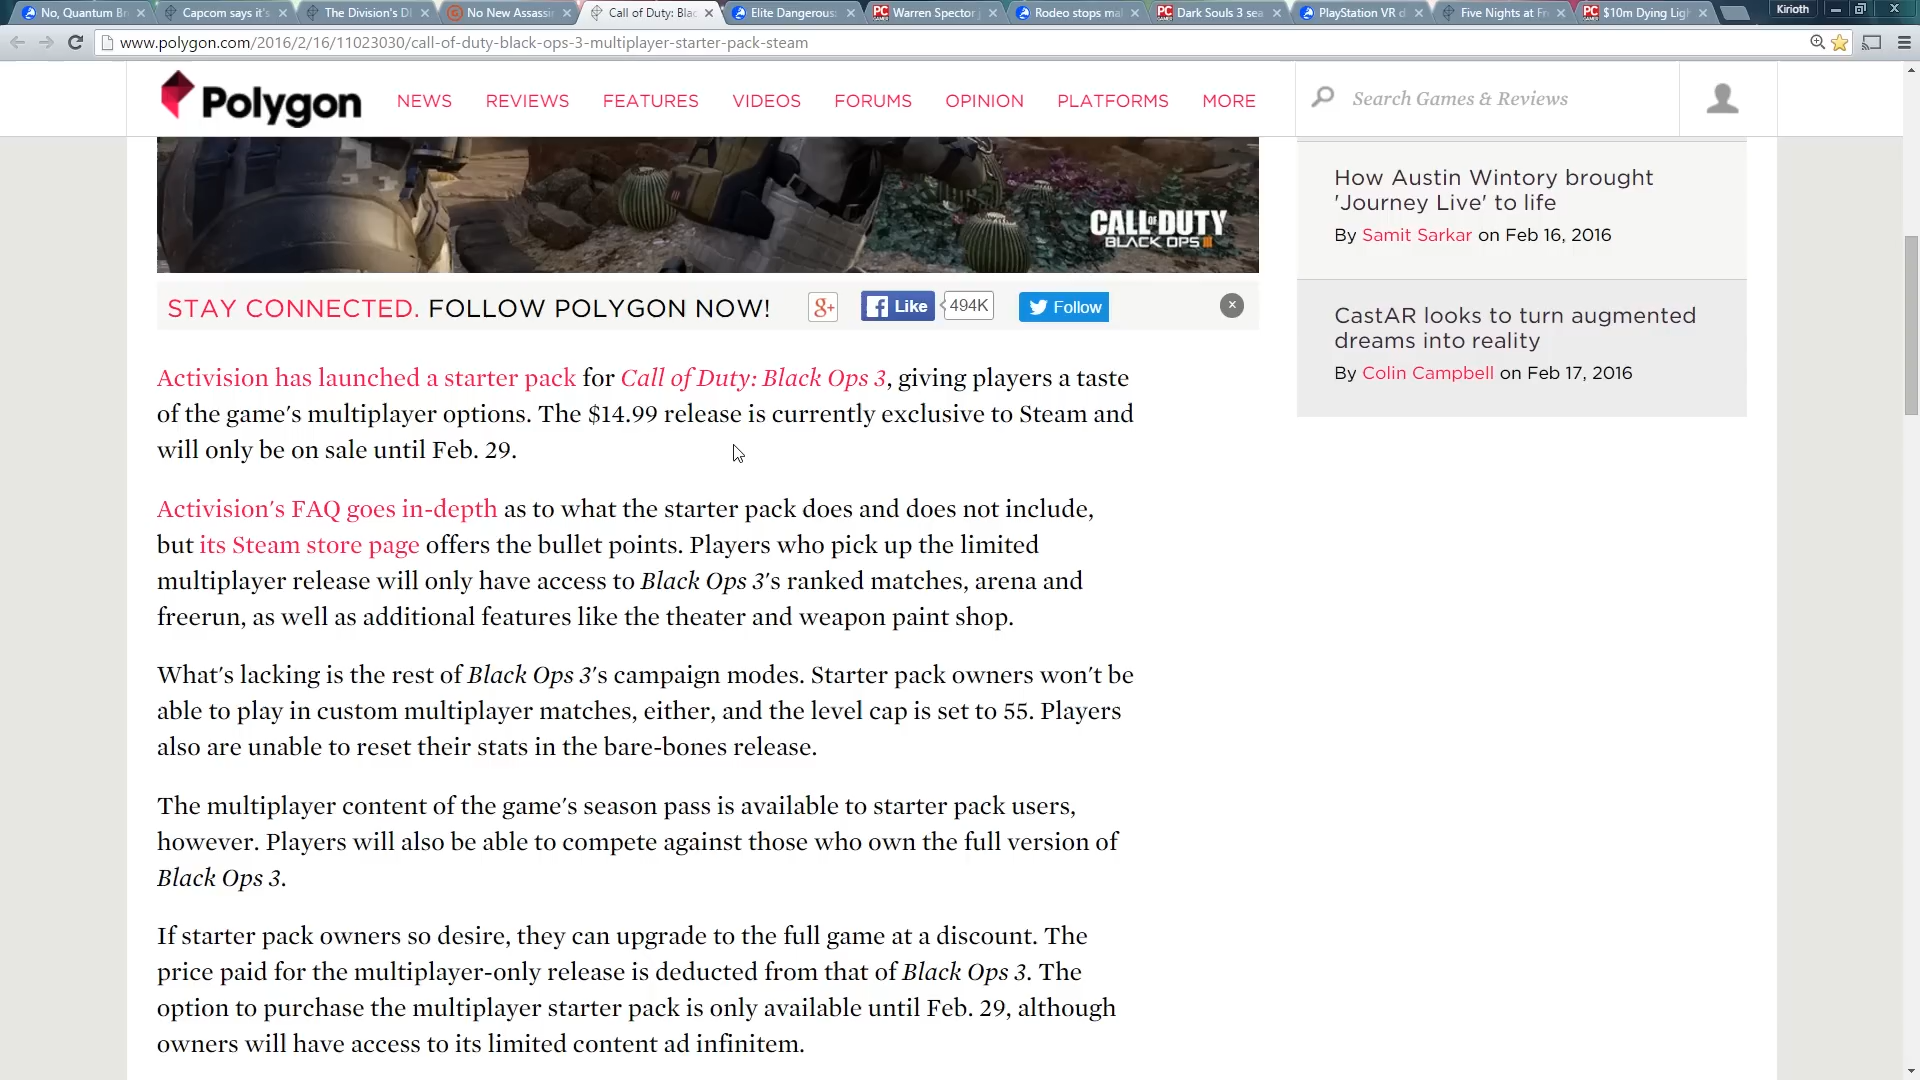 No, Quantum Br
Capcom says it's
The Division's D
No New Assassi
Call of Duty: Blac
Elite Dangerous:
Warren Spector j
Rodeo stops mal
Dark Souls 3 sea
PlayStation VR d
Five Nights at Fr
$10m Dying Ligh
Kirioth
www.polygon.com/2016/2/16/11023030/call-of-duty-black-ops-3-multiplayer-starter-pack-steam
Polygon
NEWS
REVIEWS
FEATURES
VIDEOS
FORUMS
OPINION
PLATFORMS
MORE
Search Games & Reviews
CALL OF DUTY
BLACK OPS III
STAY CONNECTED. FOLLOW POLYGON NOW!
g+
Like
494K
Follow
Activision has launched a starter pack for Call of Duty: Black Ops 3, giving players a taste
of the game's multiplayer options. The $14.99 release is currently exclusive to Steam and
will only be on sale until Feb. 29.
Activision's FAQ goes in-depth as to what the starter pack does and does not include,
but its Steam store page offers the bullet points. Players who pick up the limited
multiplayer release will only have access to Black Ops 3's ranked matches, arena and
freerun, as well as additional features like the theater and weapon paint shop.
What's lacking is the rest of Black Ops 3's campaign modes. Starter pack owners won't be
able to play in custom multiplayer matches, either, and the level cap is set to 55. Players
also are unable to reset their stats in the bare-bones release.
The multiplayer content of the game's season pass is available to starter pack users,
however. Players will also be able to compete against those who own the full version of
Black Ops 3.
If starter pack owners so desire, they can upgrade to the full game at a discount. The
price paid for the multiplayer-only release is deducted from that of Black Ops 3. The
option to purchase the multiplayer starter pack is only available until Feb. 29, although
owners will have access to its limited content ad infinitem.
How Austin Wintory brought
'Journey Live' to life
By Samit Sarkar on Feb 16, 2016
CastAR looks to turn augmented
dreams into reality
By Colin Campbell on Feb 17, 2016